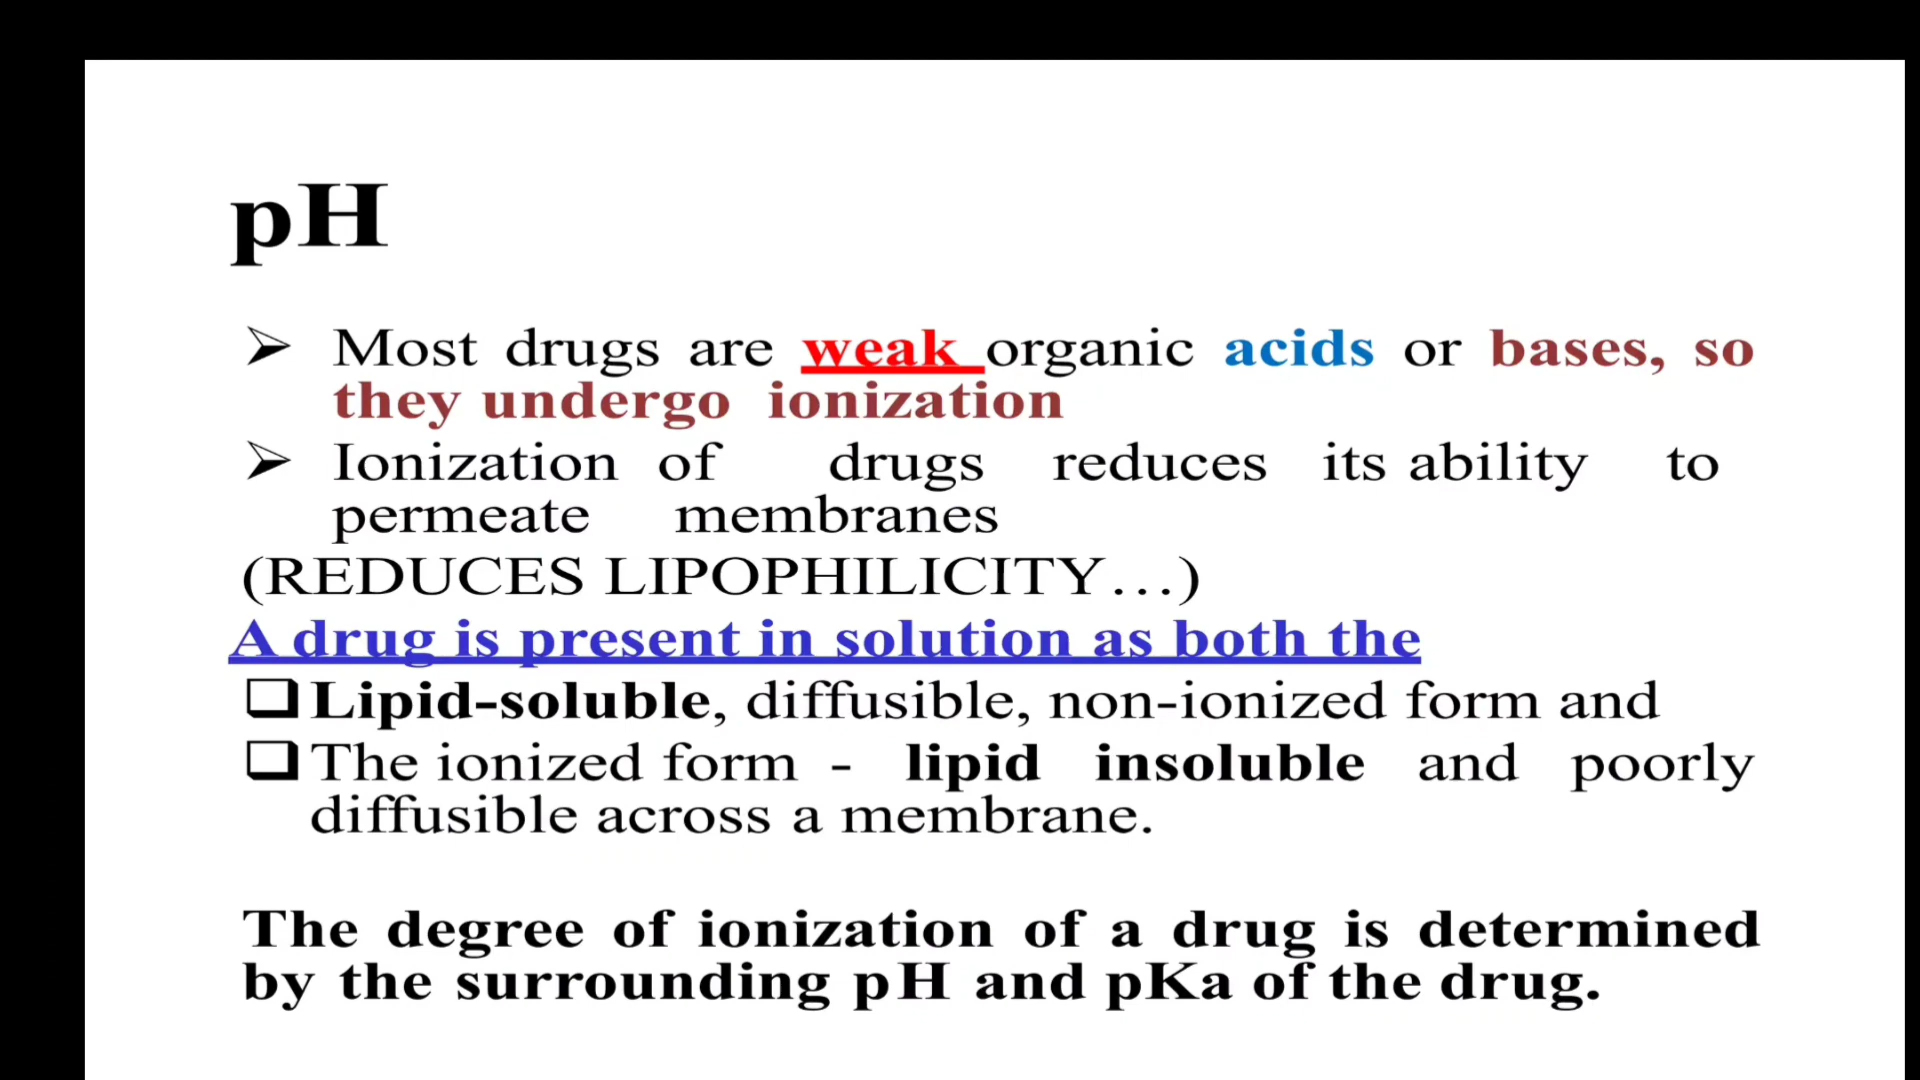 pH
➢ Most drugs are weak organic acids or bases, so
they undergo ionization
➢ Ionization of drugs reduces its ability to
permeate membranes
(REDUCES LIPOPHILICITY…)
A drug is present in solution as both the
❑ Lipid-soluble, diffusible, non-ionized form and
❑ The ionized form - lipid insoluble and poorly
diffusible across a membrane.
The degree of ionization of a drug is determined
by the surrounding pH and pKa of the drug.